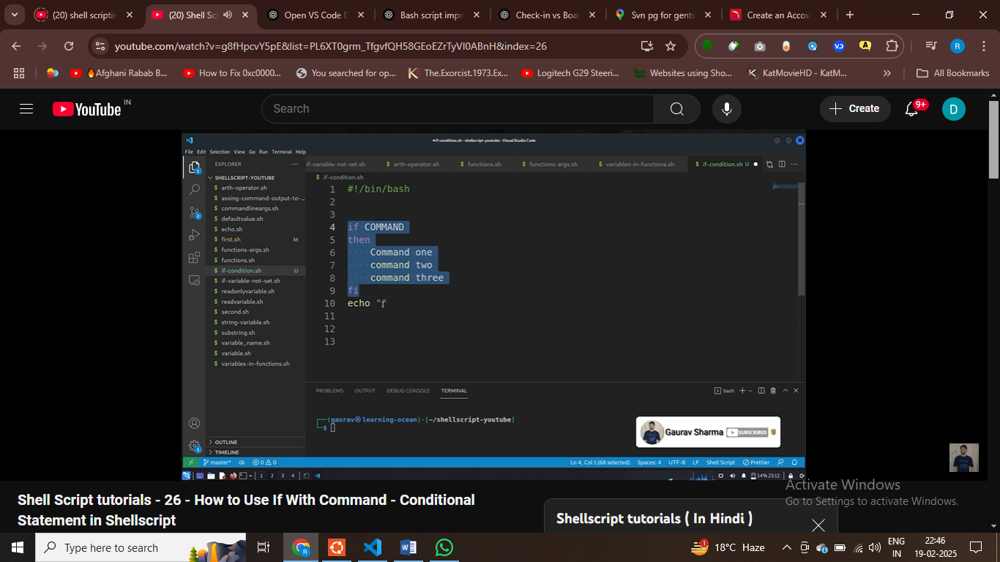 (20) shell scriptin
(20) Shell Sc
Open VS Code D
Bash script impr
Check-in vs Boa
Svn pg for gents
Create an Accou
youtube.com/watch?v=g8fHpcvY5pE&list=PL6XT0grm_TfgvfQH58GEoEZrTyVI0ABnH&index=26
R
🔥Afghani Rabab B...
How to Fix 0xc0000...
You searched for op...
The.Exorcist.1973.Ex...
Logitech G29 Steeri...
Websites using Sho...
KatMovieHD - KatM...
All Bookmarks
YouTube IN
Search
Create
9+
D
if-condition.sh - shellscript-youtube - Visual Studio Code
File Edit Selection View Go Run Terminal Help
EXPLORER
if-variable-not-set.sh
$ arth-operator.sh
$ functions.sh
$ functions-args.sh
$ variables-in-functions.sh
$ if-condition.sh U
SHELLSCRIPT-YOUTUBE
$ arth-operator.sh
$ assing-command-output-to-...
$ commandlineargs.sh
$ defaultvalue.sh
$ echo.sh
$ first.sh M
$ functions-args.sh
$ functions.sh
$ if-condition.sh U
$ if-variable-not-set.sh
$ readonlyvariable.sh
$ readvariable.sh
$ second.sh
$ string-variable.sh
$ substring.sh
$ variable_name.sh
$ variable.sh
$ variables-in-functions.sh
OUTLINE
TIMELINE
$ if-condition.sh
1 #!/bin/bash
2
3
4 if COMMAND
5 then
6 Command one
7 command two
8 command three
9 fi
10 echo ""
11
12
13
PROBLEMS OUTPUT DEBUG CONSOLE TERMINAL
bash
(gaurav@learning-ocean)-[~/shellscript-youtube]
$
Gaurav Sharma SUBSCRIBED
master* 0 0
Ln 4, Col 1 (68 selected) Spaces: 4 UTF-8 LF Shell Script Prettier
1 2 3 4
14% 23:12
Shell Script tutorials - 26 - How to Use If With Command - Conditional
Statement in Shellscript
Shellscript tutorials ( In Hindi )
Activate Windows
Go to Settings to activate Windows.
Type here to search
18°C Haze
ENG
IN
22:46
19-02-2025